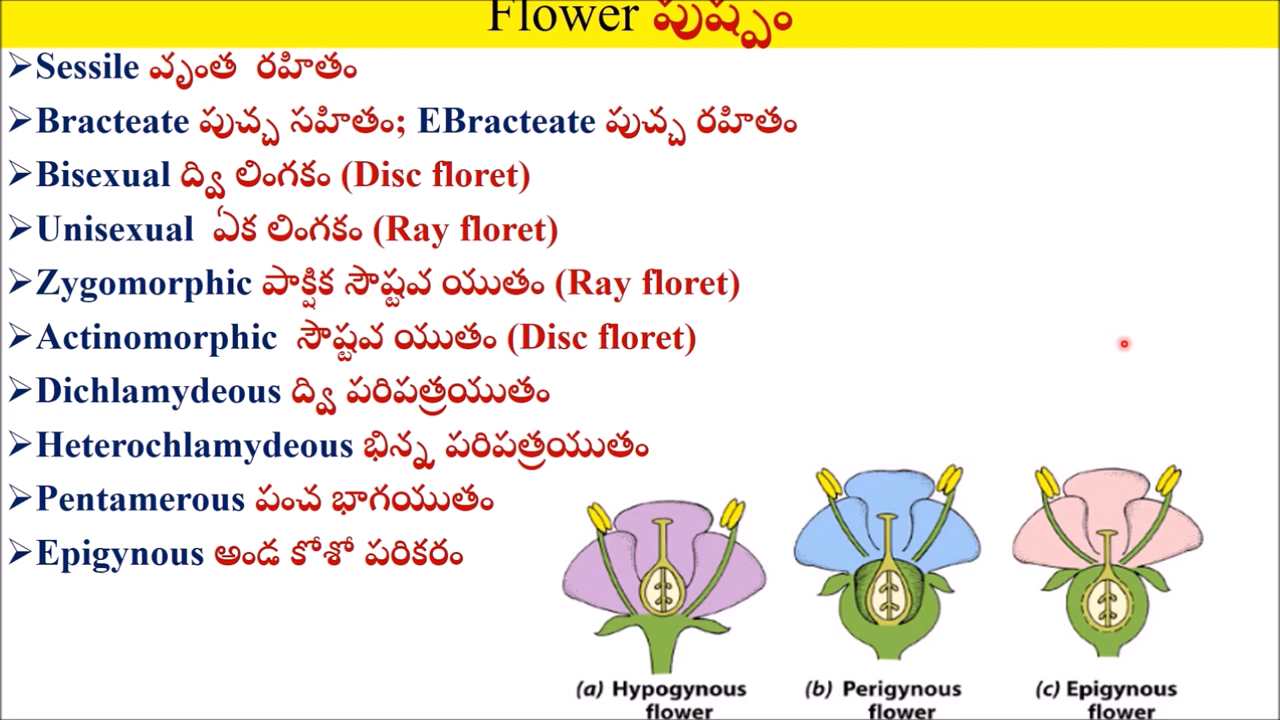 Flower పుష్పం
➢Sessile వృంత రహితం
➢Bracteate పుచ్ఛ సహితం; EBracteate పుచ్ఛ రహితం
➢Bisexual ద్వి లింగకం (Disc floret)
➢Unisexual ఏక లింగకం (Ray floret)
➢Zygomorphic పాక్షిక సౌష్టవ యుతం (Ray floret)
➢Actinomorphic సౌష్టవ యుతం (Disc floret)
➢Dichlamydeous ద్వి పరిపత్రయుతం
➢Heterochlamydeous భిన్న పరిపత్రయుతం
➢Pentamerous పంచ భాగయుతం
➢Epigynous అండ కోశో పరికరం
(a) Hypogynous flower
(b) Perigynous flower
(c) Epigynous flower